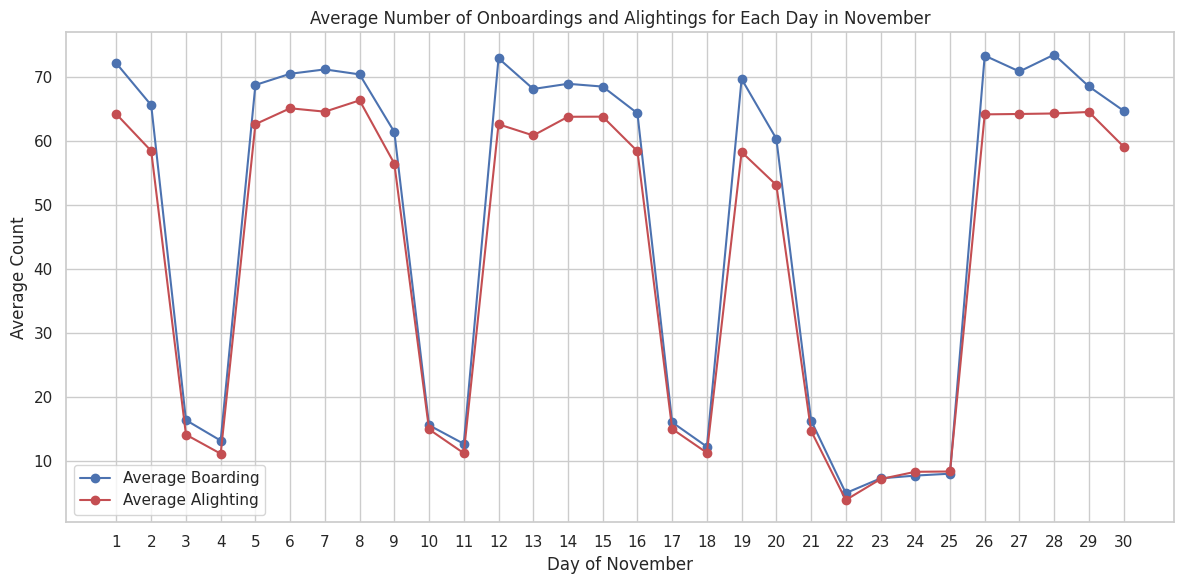 Average Number of Onboardings and Alightings for Each Day in November
Average Count
70
60
50
40
30
20
10
Average Boarding
Average Alighting
1 2 3 4 5 6 7 8 9 10 11 12 13 14 15 16 17 18 19 20 21 22 23 24 25 26 27 28 29 30
Day of November